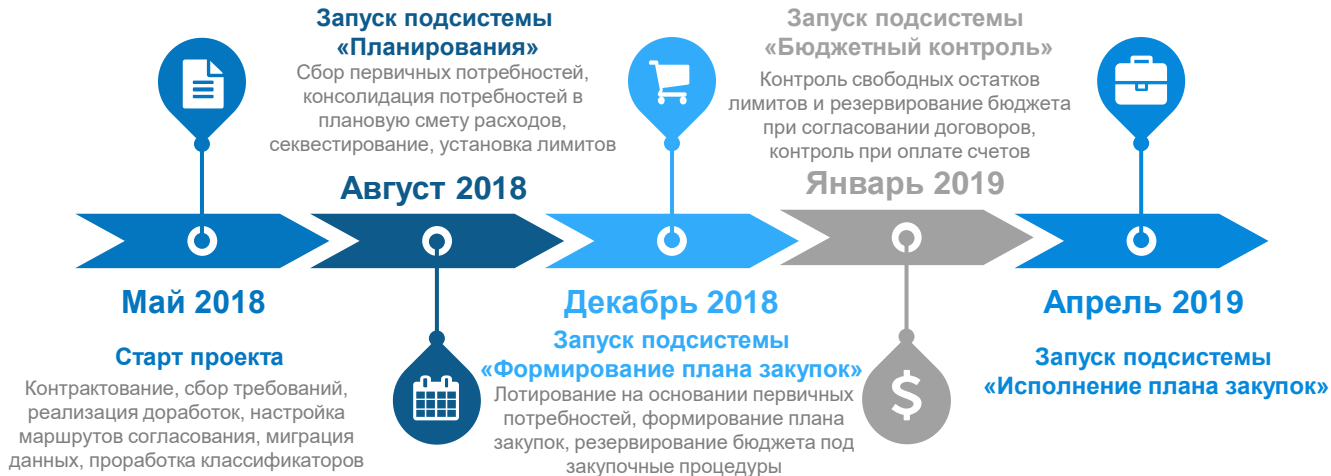 Запуск подсистемы
«Планирования»
Сбор первичных потребностей,
консолидация потребностей в
плановую смету расходов,
секвестирование, установка лимитов
Август 2018
Запуск подсистемы
«Бюджетный контроль»
Контроль свободных остатков
лимитов и резервирование бюджета
при согласовании договоров,
контроль при оплате счетов
Январь 2019
Май 2018
Старт проекта
Контрактование, сбор требований,
реализация доработок, настройка
маршрутов согласования, миграция
данных, проработка классификаторов
Декабрь 2018
Запуск подсистемы
«Формирование плана закупок»
Лотирование на основании первичных
потребностей, формирование плана
закупок, резервирование бюджета под
закупочные процедуры
$
Апрель 2019
Запуск подсистемы
«Исполнение плана закупок»